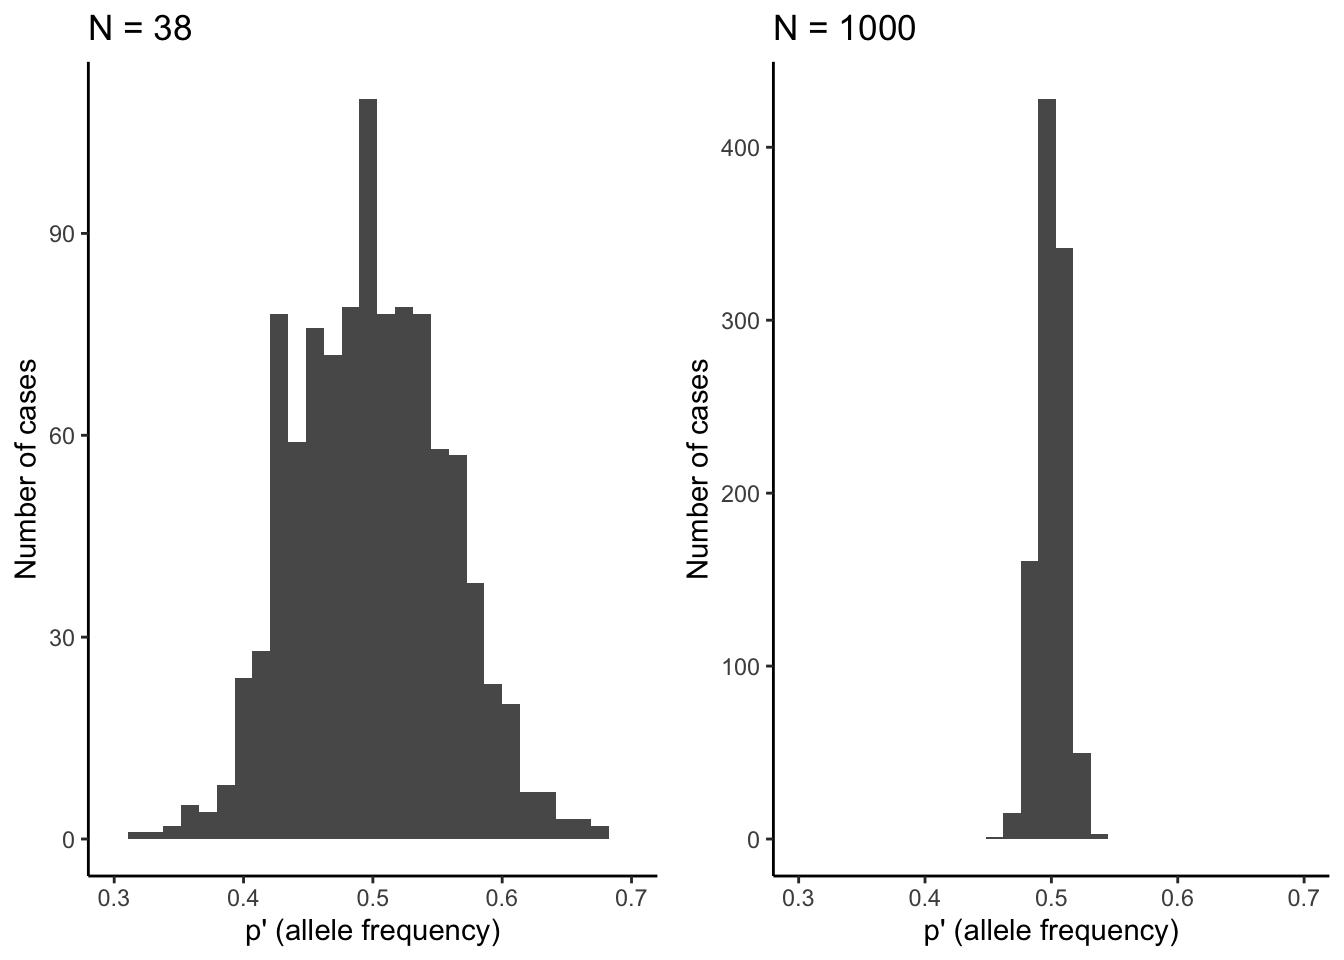 N = 38
Number of cases
90
60
30
0
0.3 0.4 0.5 0.6 0.7
p' (allele frequency)
N = 1000
Number of cases
400
300
200
100
0
0.3 0.4 0.5 0.6 0.7
p' (allele frequency)